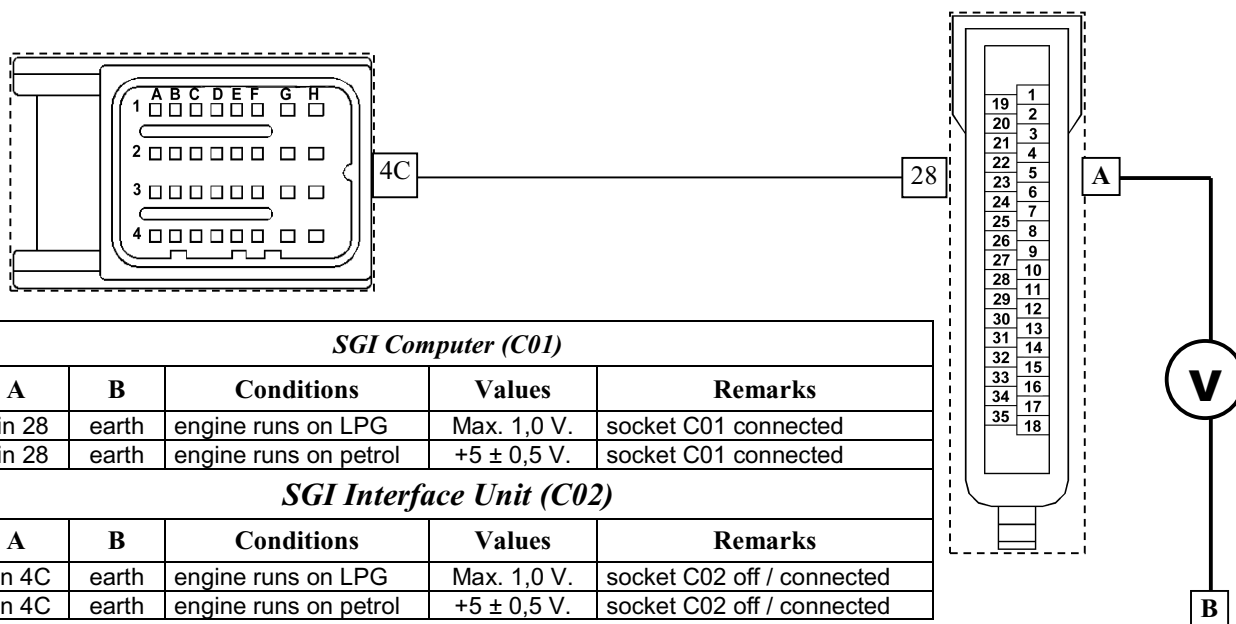 A B C D E F G H
1
2
3
4
4C
28
A
19 1
20 2
21 3
22 4
23 5
24 6
25 7
26 8
27 9
28 10
29 11
30 12
31 13
32 14
33 15
34 16
35 17
18
V
B
SGI Computer (C01)
A B Conditions Values Remarks
in 28 earth engine runs on LPG Max. 1,0 V. socket C01 connected
in 28 earth engine runs on petrol +5 ± 0,5 V. socket C01 connected
SGI Interface Unit (C02)
A B Conditions Values Remarks
n 4C earth engine runs on LPG Max. 1,0 V. socket C02 off / connected
n 4C earth engine runs on petrol +5 ± 0,5 V. socket C02 off / connected